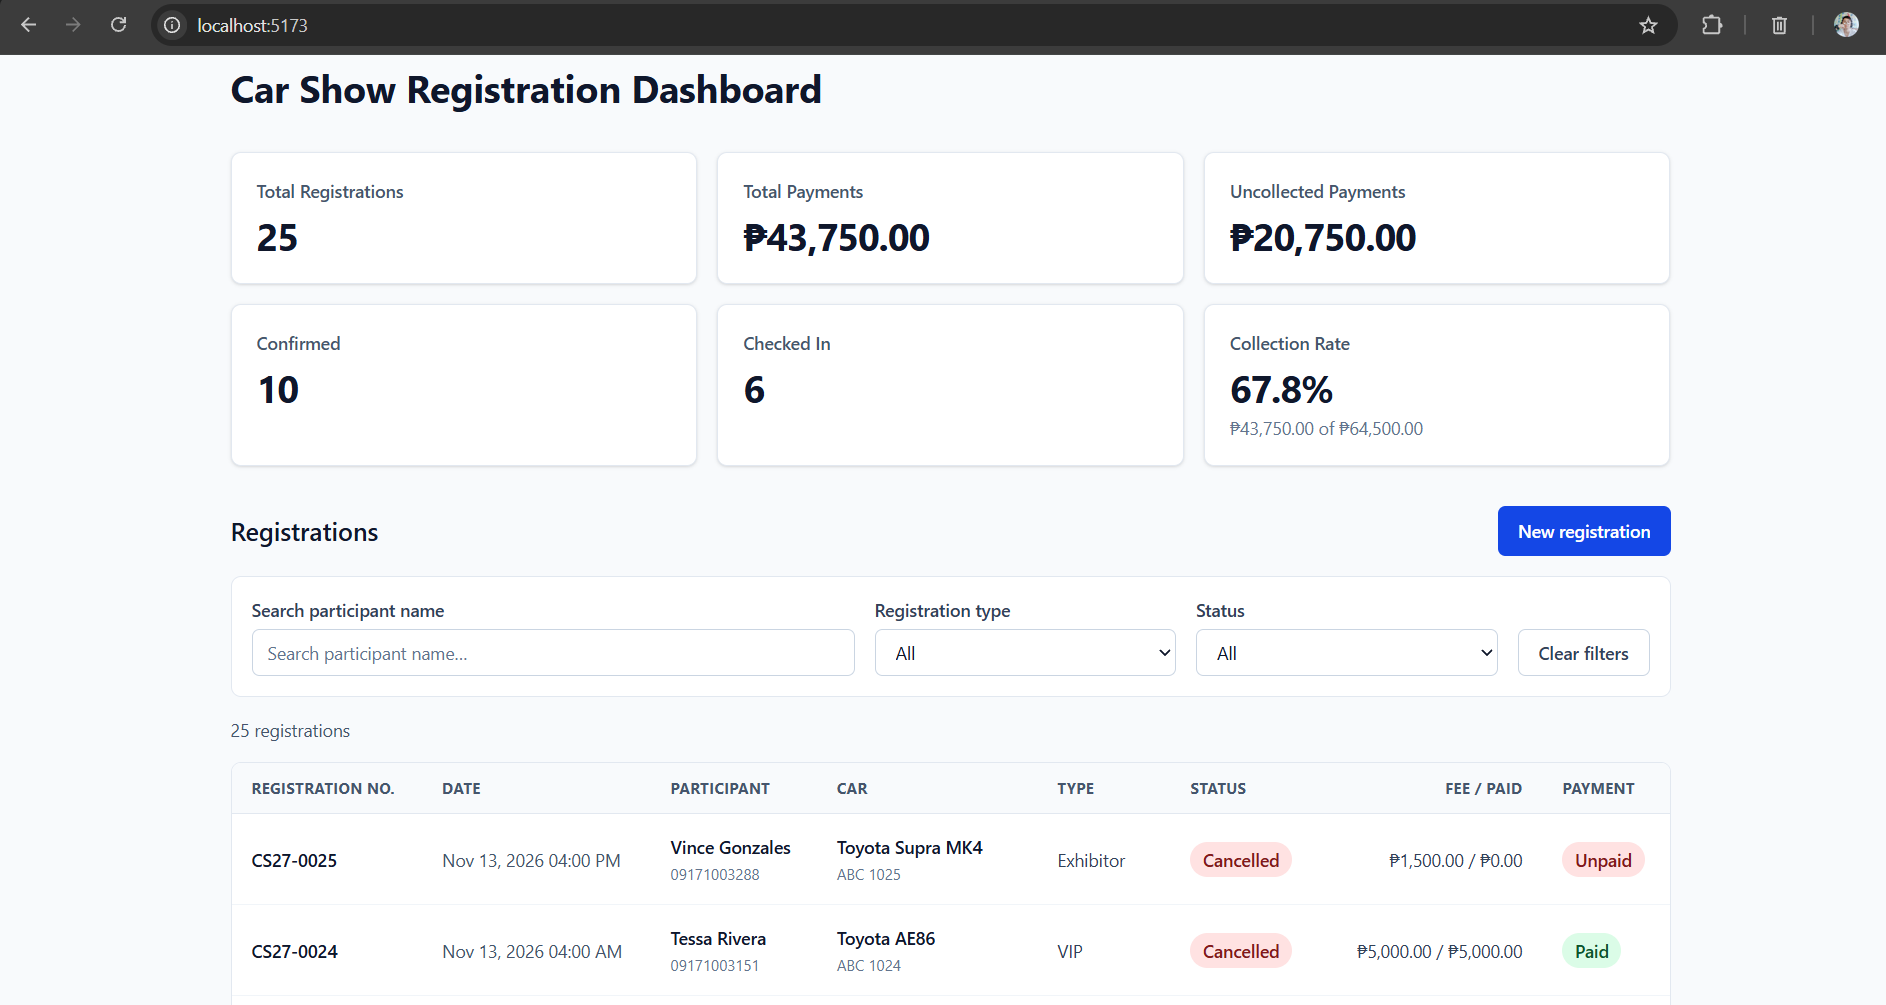 localhost:5173
Car Show Registration Dashboard
Total Registrations
25
Total Payments
₱43,750.00
Uncollected Payments
₱20,750.00
Confirmed
10
Checked In
6
Collection Rate
67.8%
₱43,750.00 of ₱64,500.00
Registrations
New registration
Search participant name
Search participant name...
Registration type
All
Status
All
Clear filters
25 registrations
REGISTRATION NO. DATE PARTICIPANT CAR TYPE STATUS FEE / PAID PAYMENT
CS27-0025 Nov 13, 2026 04:00 PM Vince Gonzales Toyota Supra MK4 Exhibitor Cancelled ₱1,500.00 / ₱0.00 Unpaid
09171003288 ABC 1025
CS27-0024 Nov 13, 2026 04:00 AM Tessa Rivera Toyota AE86 VIP Cancelled ₱5,000.00 / ₱5,000.00 Paid
09171003151 ABC 1024